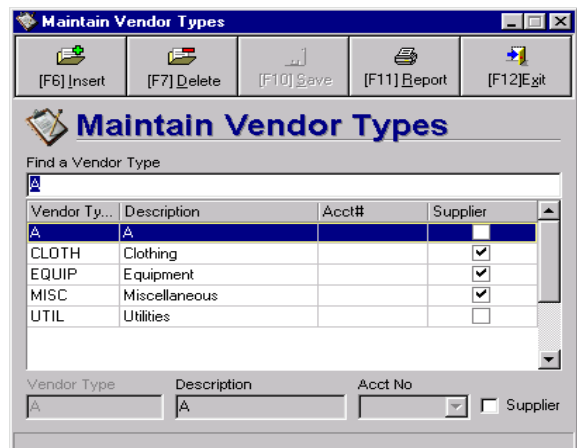 Maintain Vendor Types
[F6] Insert [F7] Delete [F10] Save [F11] Report [F12]Exit
Maintain Vendor Types
Find a Vendor Type
A
Vendor Ty... Description Acct# Supplier
A A
CLOTH Clothing
EQUIP Equipment
MISC Miscellaneous
UTIL Utilities
Vendor Type Description Acct No
A A Supplier